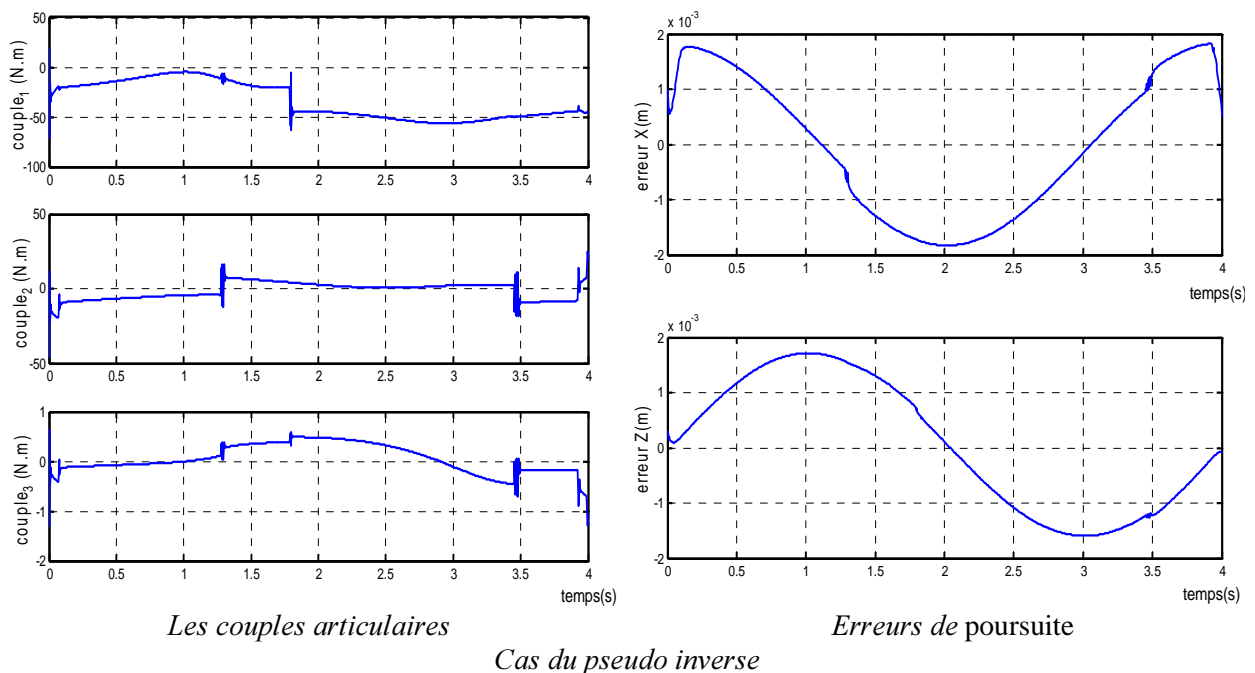 50
0
-50
-100
couple1 (N.m)
0 0.5 1 1.5 2 2.5 3 3.5 4
50
0
-50
couple2 (N.m)
0 0.5 1 1.5 2 2.5 3 3.5 4
1
0
-1
-2
couple3 (N.m)
0 0.5 1 1.5 2 2.5 3 3.5 4
temps(s)
Les couples articulaires
x 10-3
2
1
0
-1
-2
erreur X(m)
0 0.5 1 1.5 2 2.5 3 3.5 4
temps(s)
x 10-3
2
1
0
-1
-2
erreur Z(m)
0 0.5 1 1.5 2 2.5 3 3.5 4
temps(s)
Erreurs de poursuite
Cas du pseudo inverse